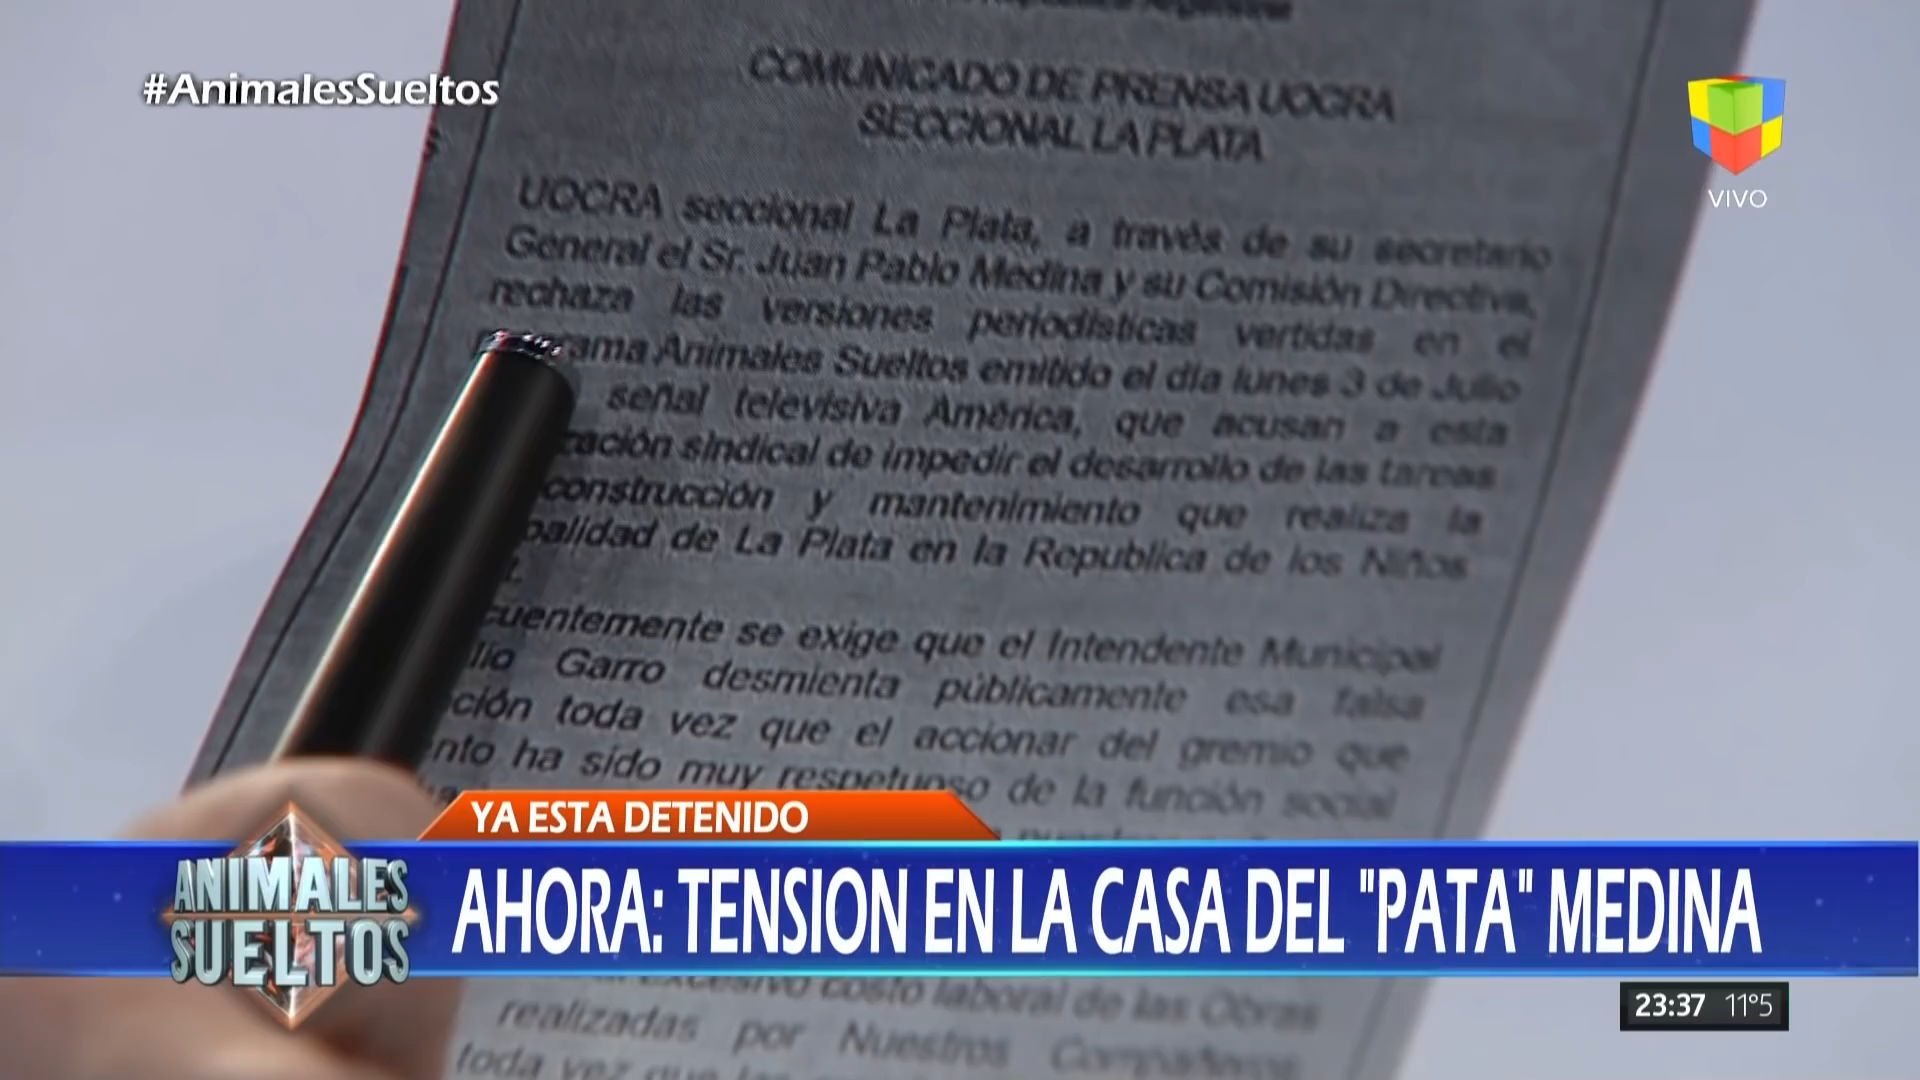 #AnimalesSueltos
VIVO
COMUNICADO DE PRENSA UOCRA
SECCIONAL LA PLATA
UOCRA seccional La Plata, a través de su secretario
General el Sr. Juan Pablo Medina y su Comisión Directiva,
rechaza las versiones periodísticas vertidas en el
ama Animales Sueltos emitido el día lunes 3 de Julio
señal televisiva América, que acusan a esta
zación sindical de impedir el desarrollo de las tareas
construcción y mantenimiento que realiza la
palidad de La Plata en la Republica de los Niños
cuentemente se exige que el Intendente Municipal
lio Garro desmienta públicamente esa falsa
ción toda vez que el accionar del gremio que
nto ha sido muy respetuoso de la función social
YA ESTA DETENIDO
ANIMALES
SUELTOS
AHORA: TENSION EN LA CASA DEL "PATA" MEDINA
excesivo costo laboral de las Obras
realizadas por Nuestros Compañeros
toda vez que las
23:37 11°5